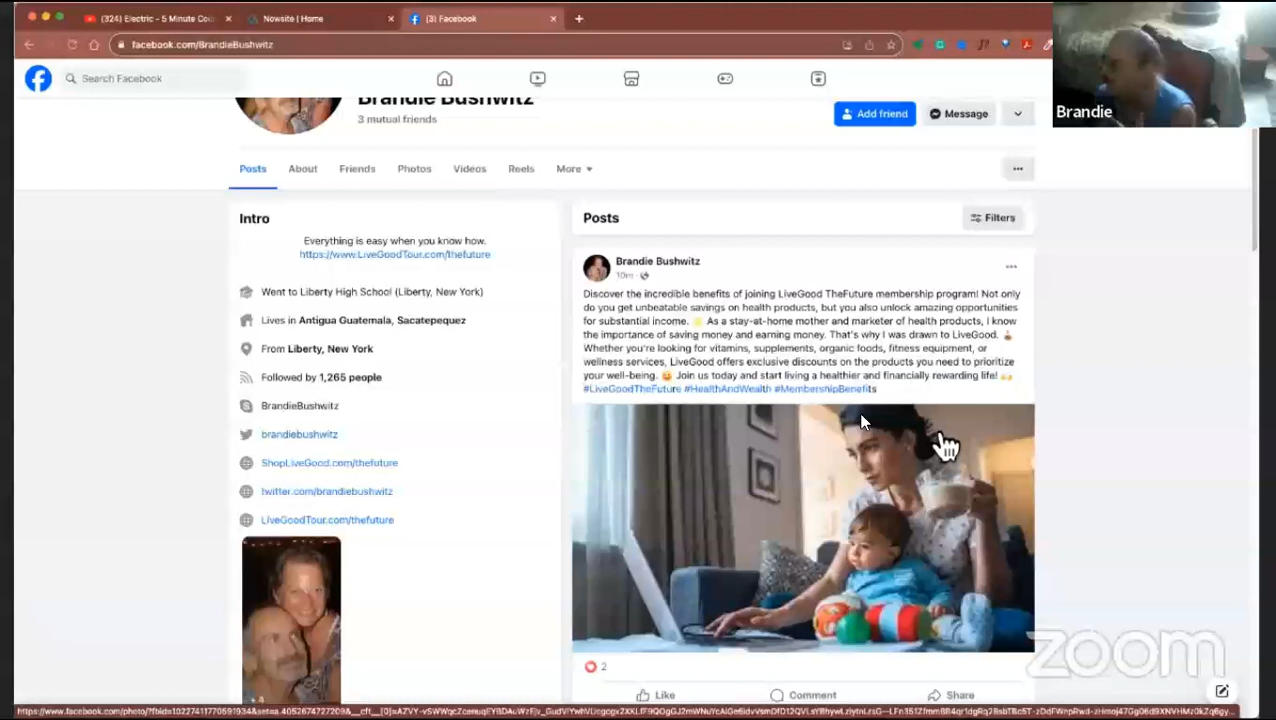 (324) Electric - 5 Minute Cou
Nowsite | Home
(3) Facebook
facebook.com/BrandieBushwitz
Search Facebook
Brandie
Brandie Bushwitz
3 mutual friends
Add friend
Message
Posts
About
Friends
Photos
Videos
Reels
More
Intro
Everything is easy when you know how.
https://www.LiveGoodTour.com/thefuture
Went to Liberty High School (Liberty, New York)
Lives in Antigua Guatemala, Sacatepequez
From Liberty, New York
Followed by 1,265 people
BrandieBushwitz
brandiebushwitz
ShopLiveGood.com/thefuture
twitter.com/brandiebushwitz
LiveGoodTour.com/thefuture
Posts
Filters
Brandie Bushwitz
10m
Discover the incredible benefits of joining LiveGood TheFuture membership program! Not only
do you get unbeatable savings on health products, but you also unlock amazing opportunities
for substantial income. As a stay-at-home mother and marketer of health products, I know
the importance of saving money and earning money. That's why I was drawn to LiveGood.
Whether you're looking for vitamins, supplements, organic foods, fitness equipment, or
wellness services, LiveGood offers exclusive discounts on the products you need to prioritize
your well-being. Join us today and start living a healthier and financially rewarding life!
#LiveGoodTheFuture #HealthAndWealth #MembershipBenefits
2
Like
Comment
Share
zoom